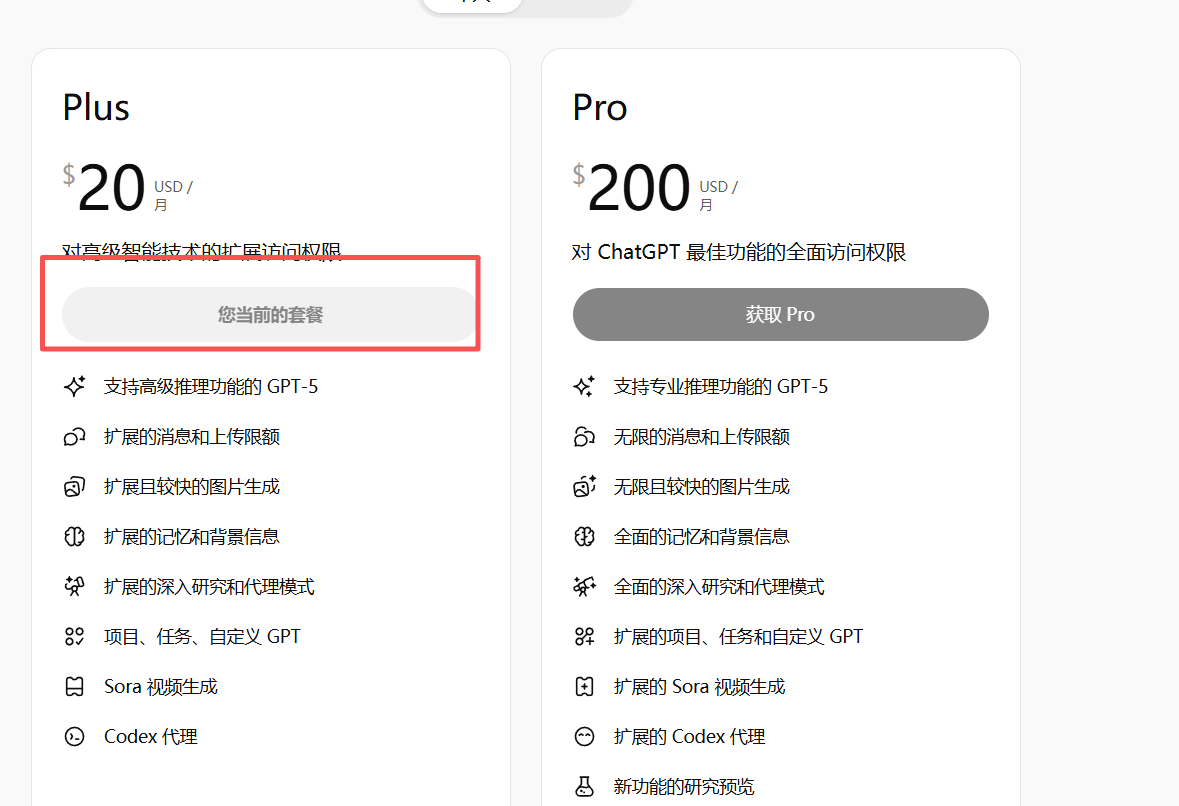 Plus
$20 USD /
月
对高级智能技术的扩展访问权限
您当前的套餐
支持高级推理功能的 GPT-5
扩展的消息和上传限额
扩展且较快的图片生成
扩展的记忆和背景信息
扩展的深入研究和代理模式
项目、任务、自定义 GPT
Sora 视频生成
Codex 代理
Pro
$200 USD /
月
对 ChatGPT 最佳功能的全面访问权限
获取 Pro
支持专业推理功能的 GPT-5
无限的消息和上传限额
无限且较快的图片生成
全面的记忆和背景信息
全面的深入研究和代理模式
扩展的项目、任务和自定义 GPT
扩展的 Sora 视频生成
扩展的 Codex 代理
新功能的研究预览